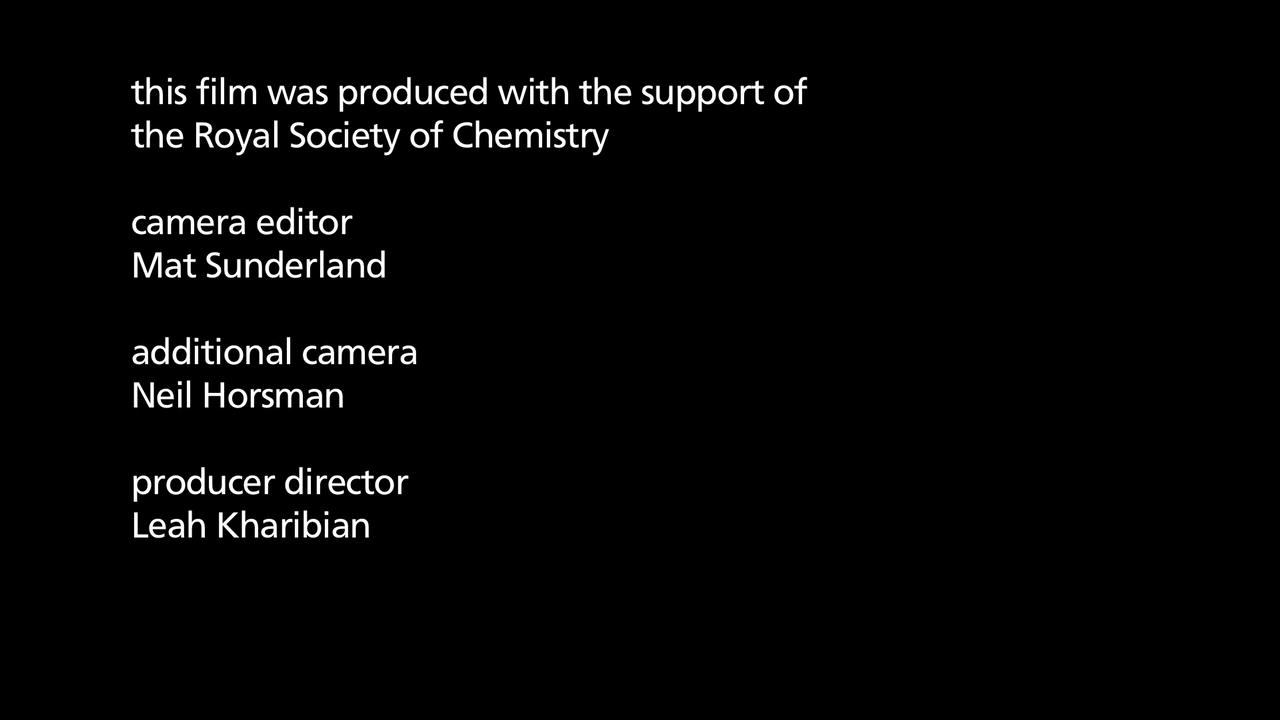 this film was produced with the support of
the Royal Society of Chemistry
camera editor
Mat Sunderland
additional camera
Neil Horsman
producer director
Leah Kharibian